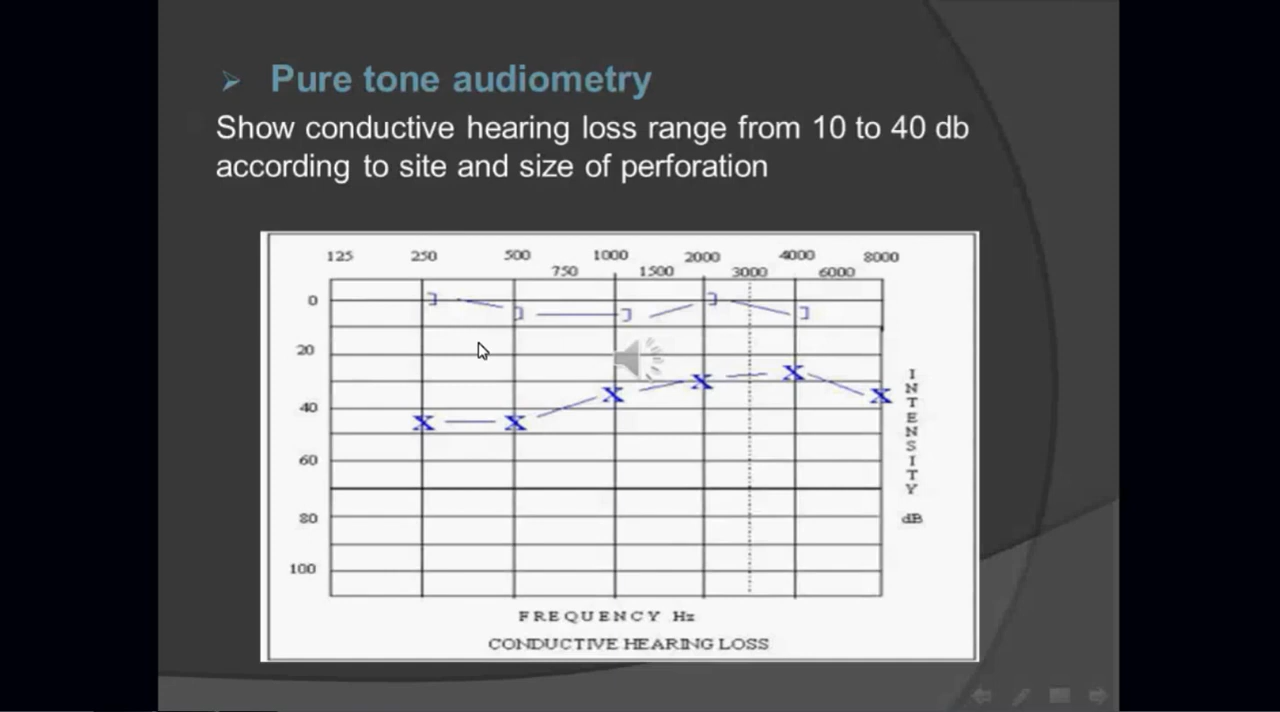 Pure tone audiometry
Show conductive hearing loss range from 10 to 40 db
according to site and size of perforation
125 250 500 1000 2000 4000 8000
750 1500 3000 6000
0
20
40
60
80
100
INTENSITY
dB
FREQUENCY Hz
CONDUCTIVE HEARING LOSS